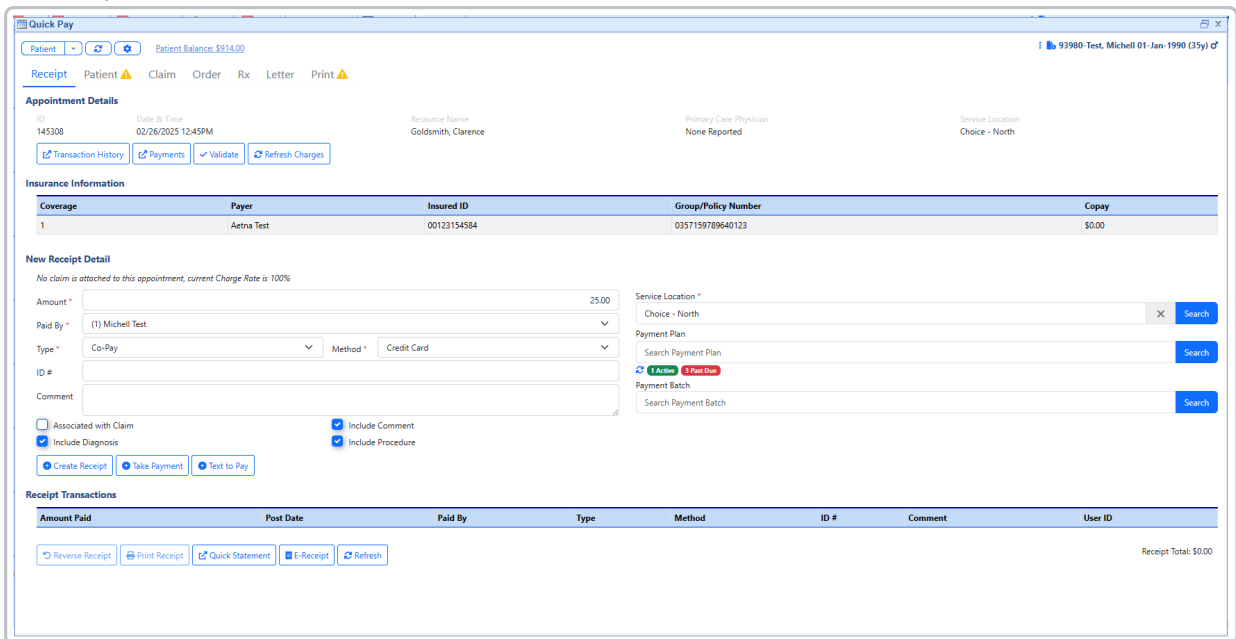 Quick Pay
Patient Patient Balance: $914.00 93980-Test, Michell 01-Jan-1990 (35y)
Receipt Patient Claim Order Rx Letter Print
Appointment Details
ID Date & Time Resource Name Primary Care Physician Service Location
145308 02/26/2025 12:45PM Goldsmith, Clarence None Reported Choice - North
Transaction History Payments Validate Refresh Charges
Insurance Information
Coverage Payer Insured ID Group/Policy Number Copay
1 Aetna Test 00123154584 0357159789640123 $0.00
New Receipt Detail
No claim is attached to this appointment, current Charge Rate is 100%
Amount * 25.00
Paid By * (1) Michell Test
Type * Co-Pay Method * Credit Card
ID #
Comment
Service Location *
Choice - North Search
Payment Plan
Search Payment Plan Search
1 Active 3 Past Due
Payment Batch
Search Payment Batch Search
Associated with Claim Include Comment
Include Diagnosis Include Procedure
Create Receipt Take Payment Text to Pay
Receipt Transactions
Amount Paid Post Date Paid By Type Method ID # Comment User ID
Reverse Receipt Print Receipt Quick Statement E-Receipt Refresh Receipt Total: $0.00